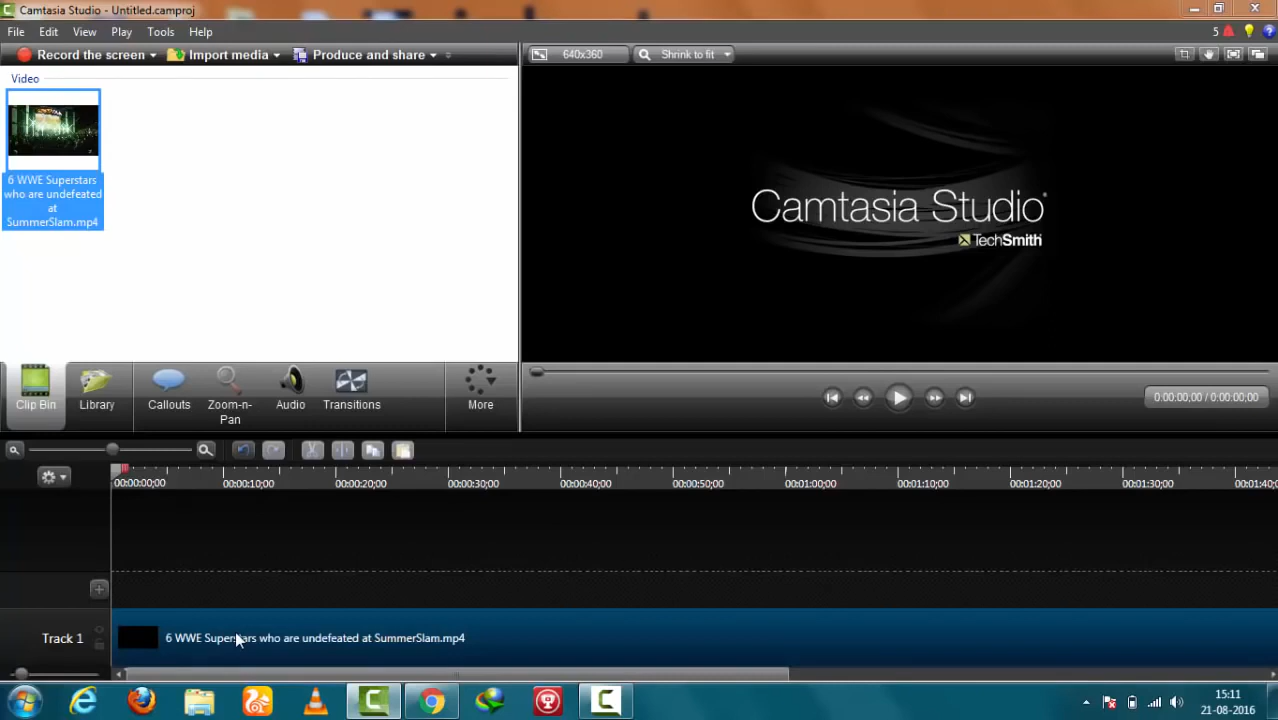 Camtasia Studio - Untitled.camproj
File Edit View Play Tools Help
5
Record the screen Import media Produce and share
640x360 Shrink to fit
Video
6 WWE Superstars
who are undefeated
at
SummerSlam.mp4
Camtasia Studio
TechSmith
Clip Bin Library Callouts Zoom-n-
Pan Audio Transitions More
0:00:00;00 / 0:00:00;00
00:00:00;00 00:00:10;00 00:00:20;00 00:00:30;00 00:00:40;00 00:00:50;00 00:01:00;00 00:01:10;00 00:01:20;00 00:01:30;00 00:01:40;
Track 1 6 WWE Superstars who are undefeated at SummerSlam.mp4
15:11
21-08-2016